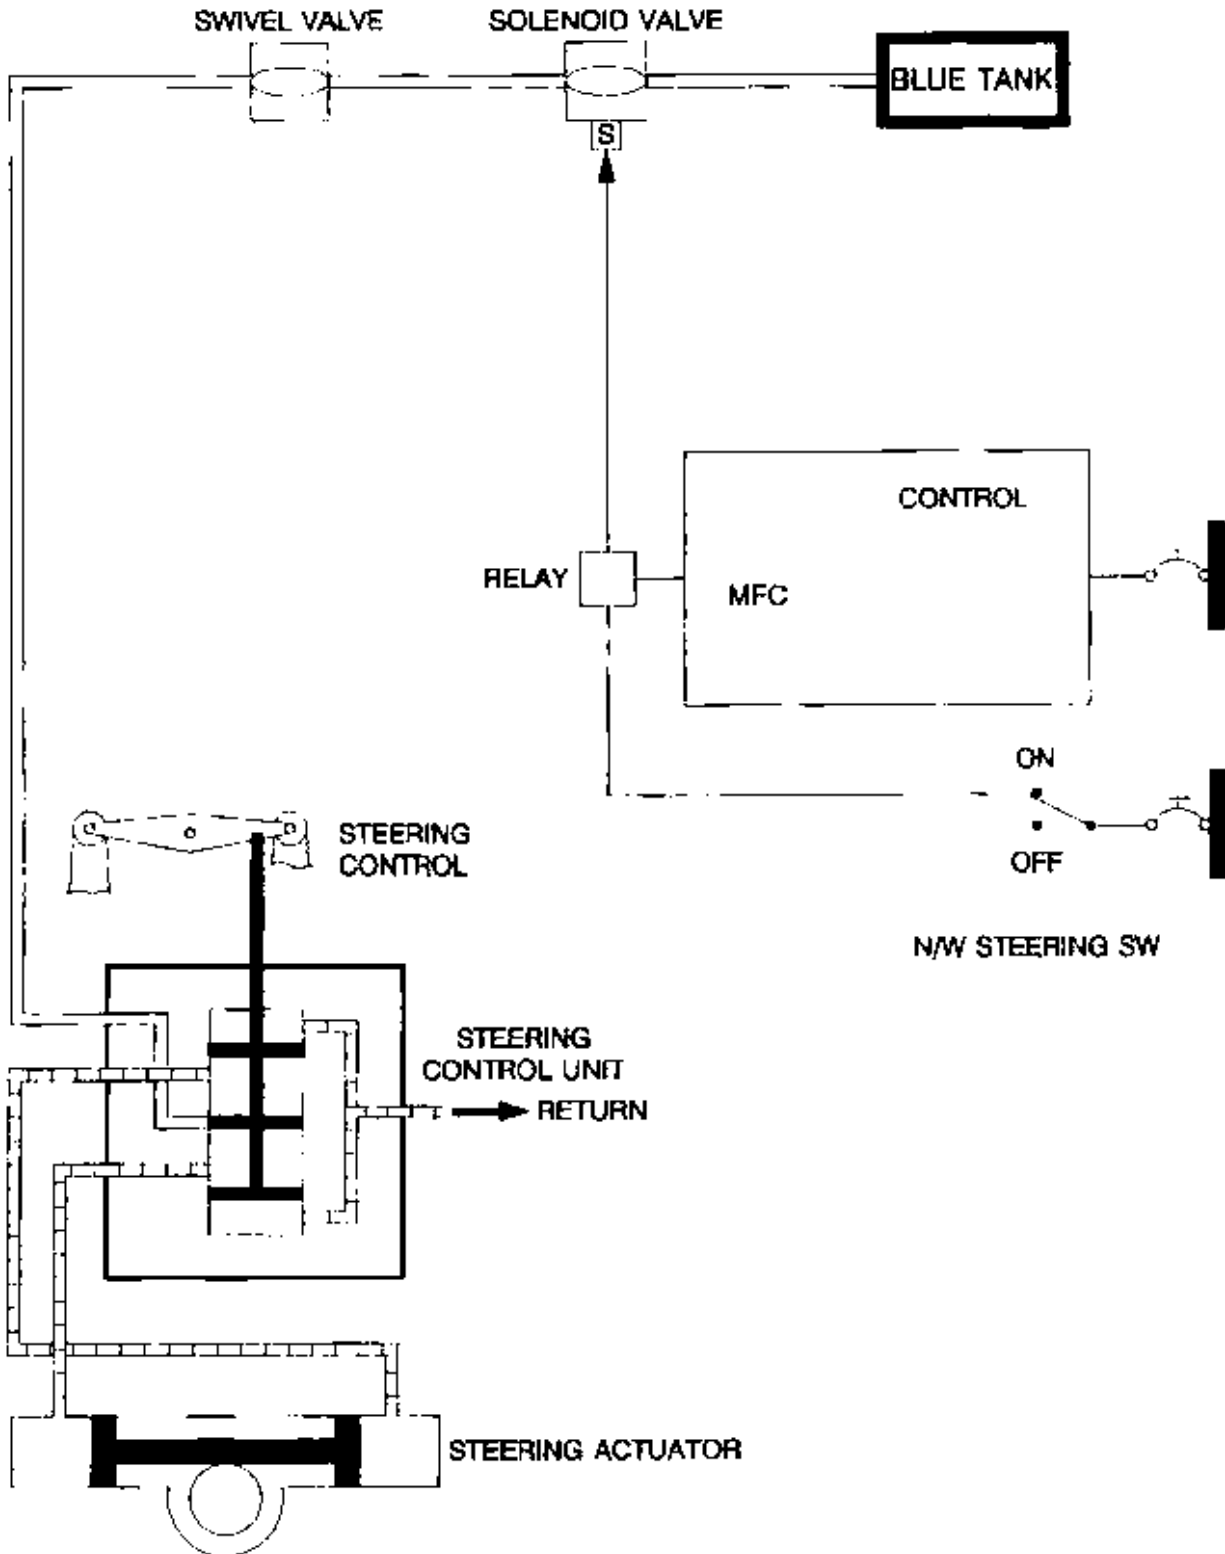 SWIVEL VALVE
SOLENOID VALVE
BLUE TANK
S
CONTROL
RELAY
MFC
ON
STEERING
CONTROL
OFF
N/W STEERING SW
STEERING
CONTROL UNIT
RETURN
STEERING ACTUATOR